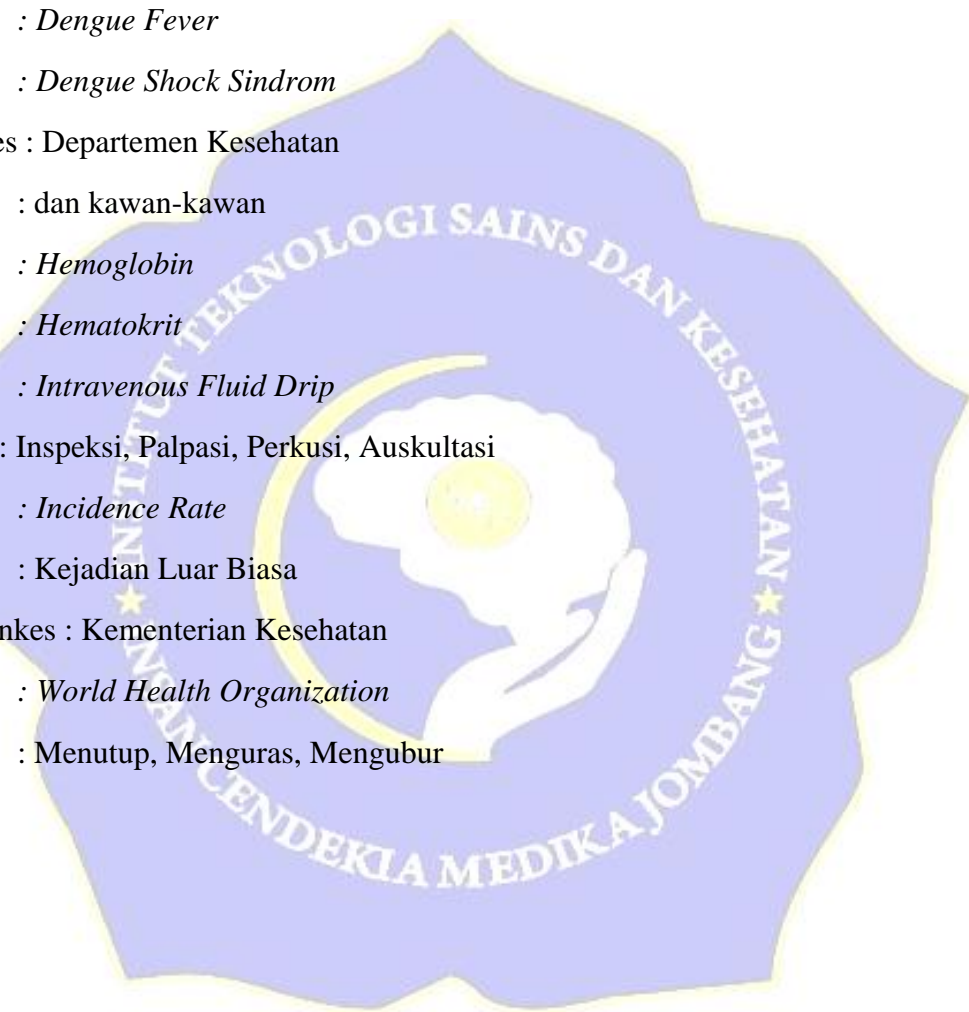 : Dengue Fever
: Dengue Shock Sindrom
es : Departemen Kesehatan
: dan kawan-kawan
: Hemoglobin
: Hematokrit
: Intravenous Fluid Drip
: Inspeksi, Palpasi, Perkusi, Auskultasi
: Incidence Rate
: Kejadian Luar Biasa
nkes : Kementerian Kesehatan
: World Health Organization
: Menutup, Menguras, Mengubur
INSTITUT TEKNOLOGI SAINS DAN KESEHATAN
INSAN CENDEKIA MEDIKA JOMBANG